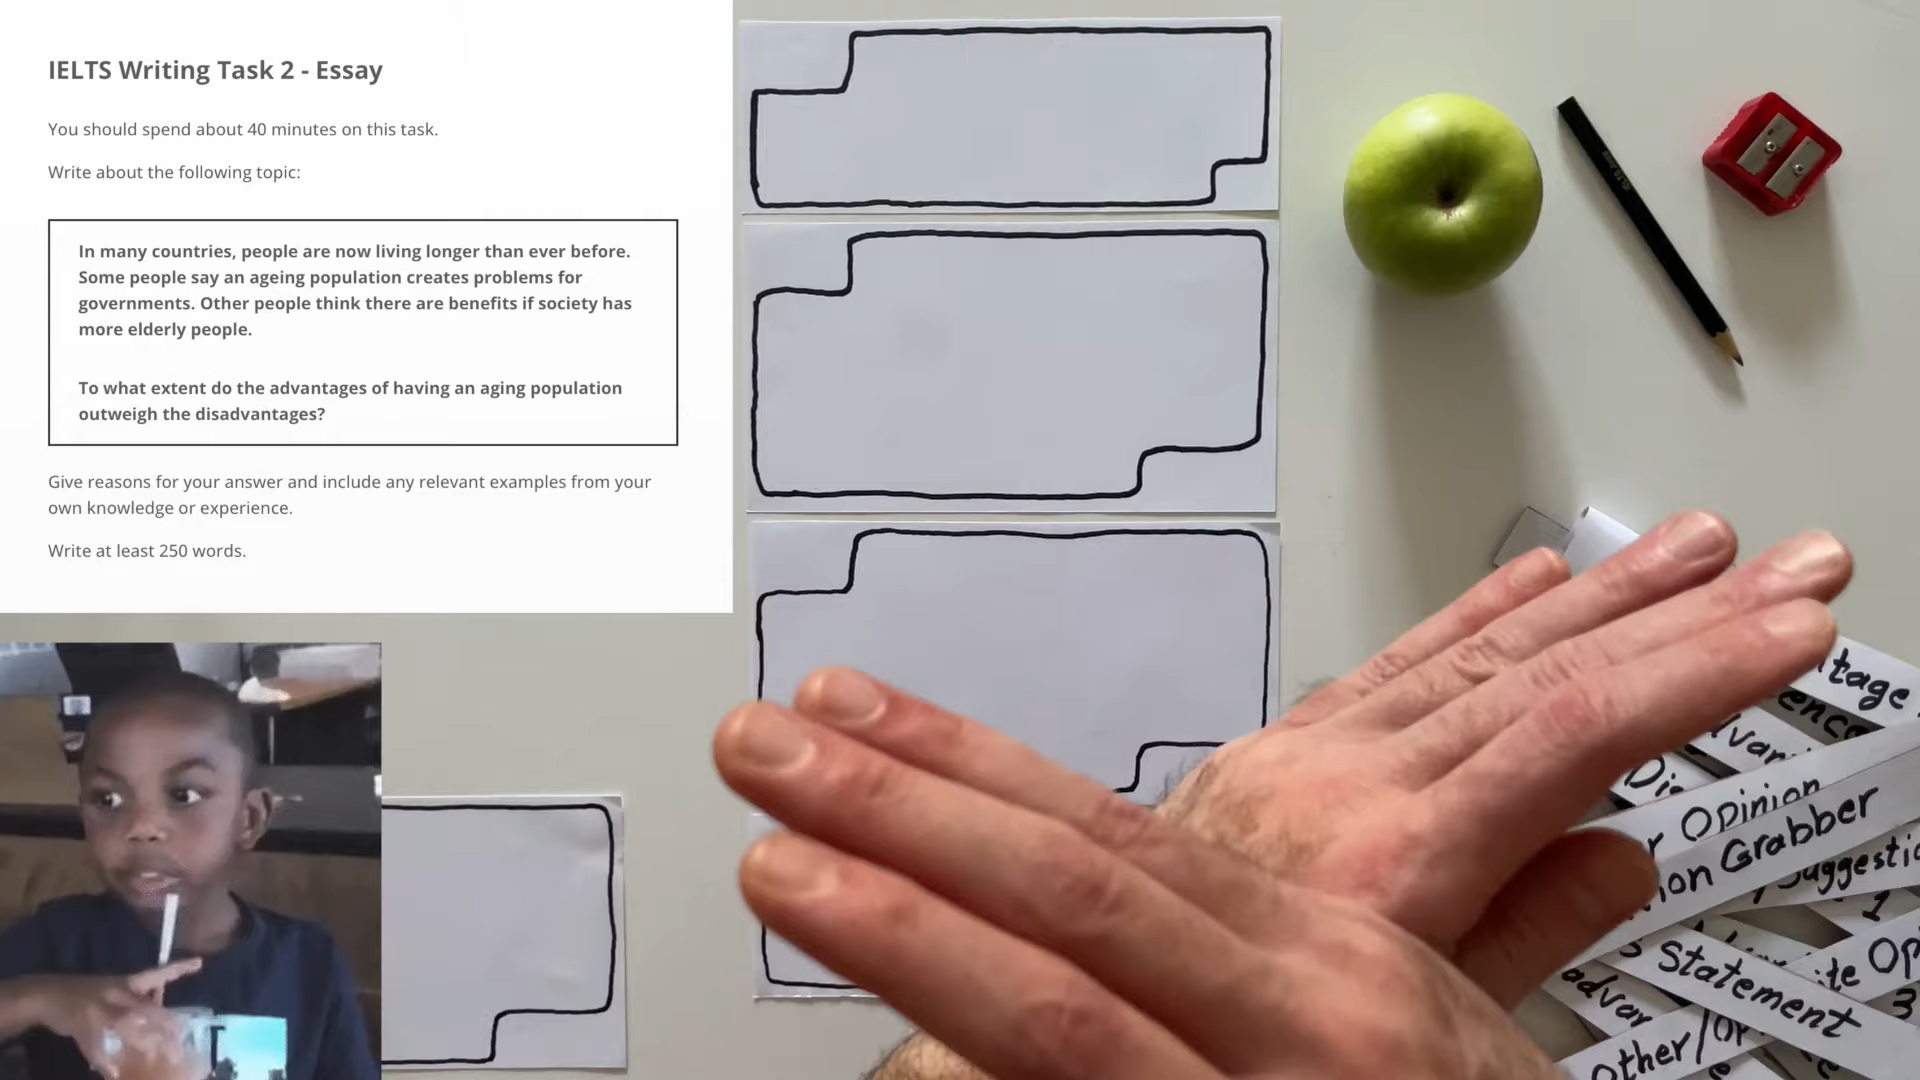 IELTS Writing Task 2 - Essay
You should spend about 40 minutes on this task.
Write about the following topic:
In many countries, people are now living longer than ever before.
Some people say an ageing population creates problems for
governments. Other people think there are benefits if society has
more elderly people.
To what extent do the advantages of having an aging population
outweigh the disadvantages?
Give reasons for your answer and include any relevant examples from your
own knowledge or experience.
Write at least 250 words.
Opinion
Grabber
1
Statement
3
Other/